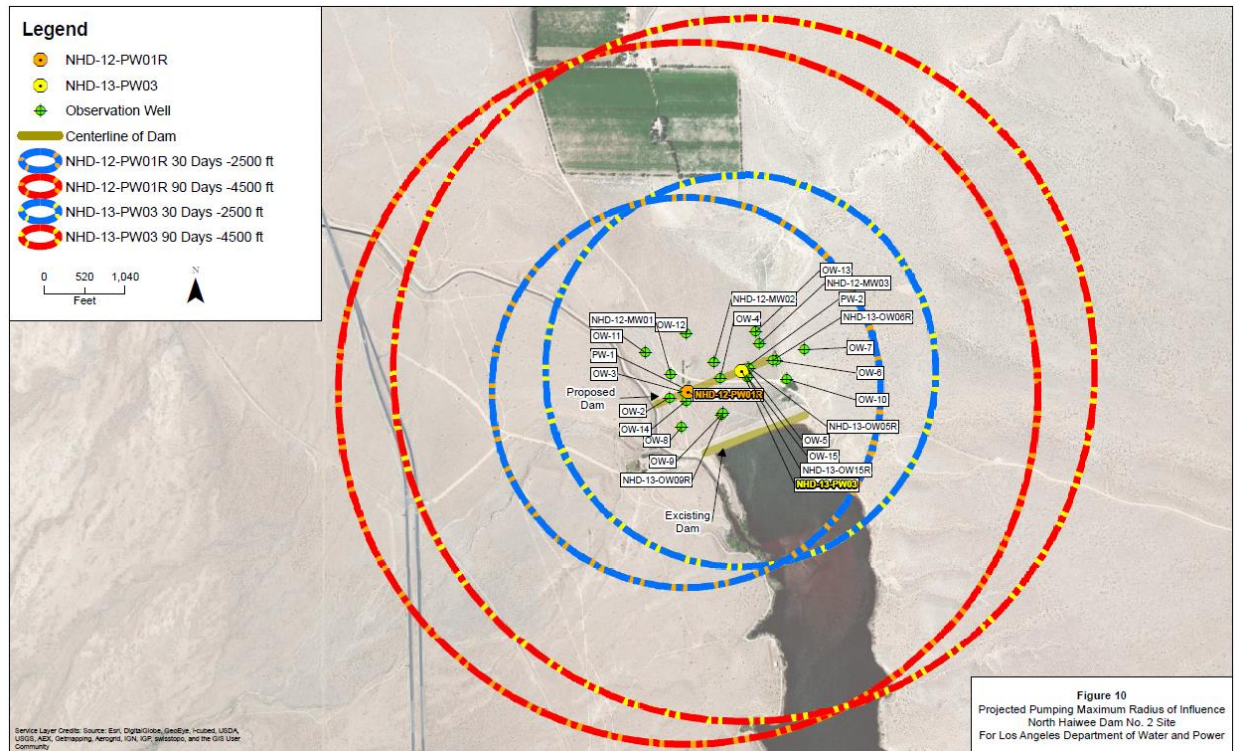 Legend
NHD-12-PW01R
NHD-13-PW03
Observation Well
Centerline of Dam
NHD-12-PW01R 30 Days -2500 ft
NHD-12-PW01R 90 Days -4500 ft
NHD-13-PW03 30 Days -2500 ft
NHD-13-PW03 90 Days -4500 ft
0 520 1,040
Feet
N
OW-13
NHD-12-MW03
NHD-12-MW02
PW-2
NHD-12-MW01
OW-12
OW-4
NHD-13-OW06R
OW-11
OW-7
PW-1
OW-3
OW-6
Proposed
Dam
NHD-12-PW01R
OW-10
OW-2
OW-14
NHD-13-OW05R
OW-8
OW-5
OW-15
OW-9
NHD-13-OW15R
NHD-13-OW09R
NHD-13-PW03
Excisting
Dam
Service Layer Credits: Source: Esri, DigitalGlobe, GeoEye, i-cubed, USDA,
USGS, AEX, Getmapping, Aerogrid, IGN, IGP, swisstopo, and the GIS User
Community
Figure 10
Projected Pumping Maximum Radius of Influence
North Haiwee Dam No. 2 Site
For Los Angeles Department of Water and Power